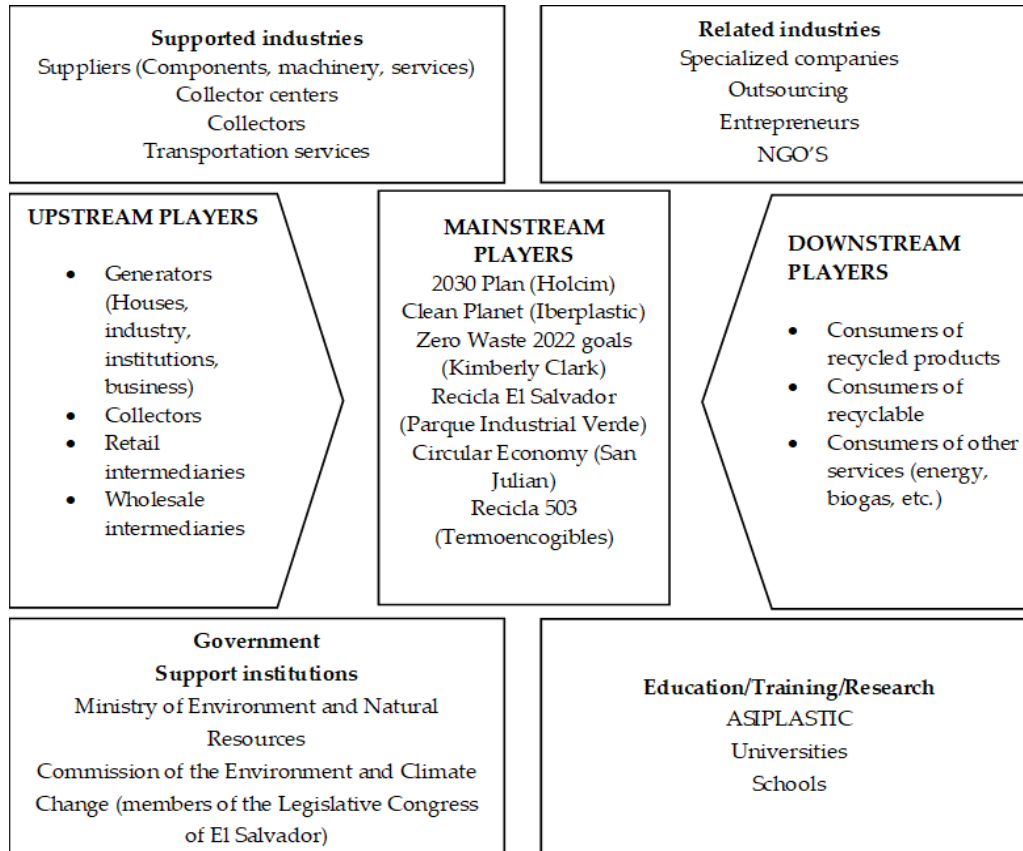 Supported industries
Suppliers (Components, machinery, services)
Collector centers
Collectors
Transportation services
Related industries
Specialized companies
Outsourcing
Entrepreneurs
NGO'S
UPSTREAM PLAYERS
• Generators
(Houses,
industry,
institutions,
business)
• Collectors
• Retail
intermediaries
• Wholesale
intermediaries
MAINSTREAM
PLAYERS
2030 Plan (Holcim)
Clean Planet (Iberplastic)
Zero Waste 2022 goals
(Kimberly Clark)
Recicla El Salvador
(Parque Industrial Verde)
Circular Economy (San
Julian)
Recicla 503
(Termoencogibles)
DOWNSTREAM
PLAYERS
• Consumers of
recycled products
• Consumers of
recyclable
• Consumers of other
services (energy,
biogas, etc.)
Government
Support institutions
Ministry of Environment and Natural
Resources
Commission of the Environment and Climate
Change (members of the Legislative Congress
of El Salvador)
Education/Training/Research
ASIPLASTIC
Universities
Schools